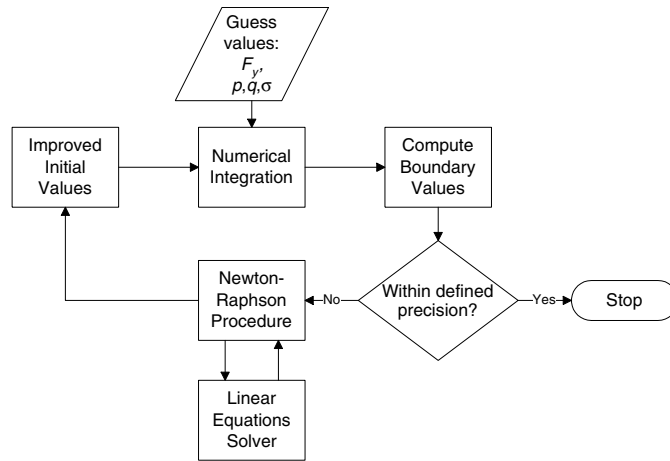 Guess
values:
F_y,
p,q,σ
Improved
Initial
Values
Numerical
Integration
Compute
Boundary
Values
Newton-
Raphson
Procedure
No
Within defined
precision?
Yes
Stop
Linear
Equations
Solver